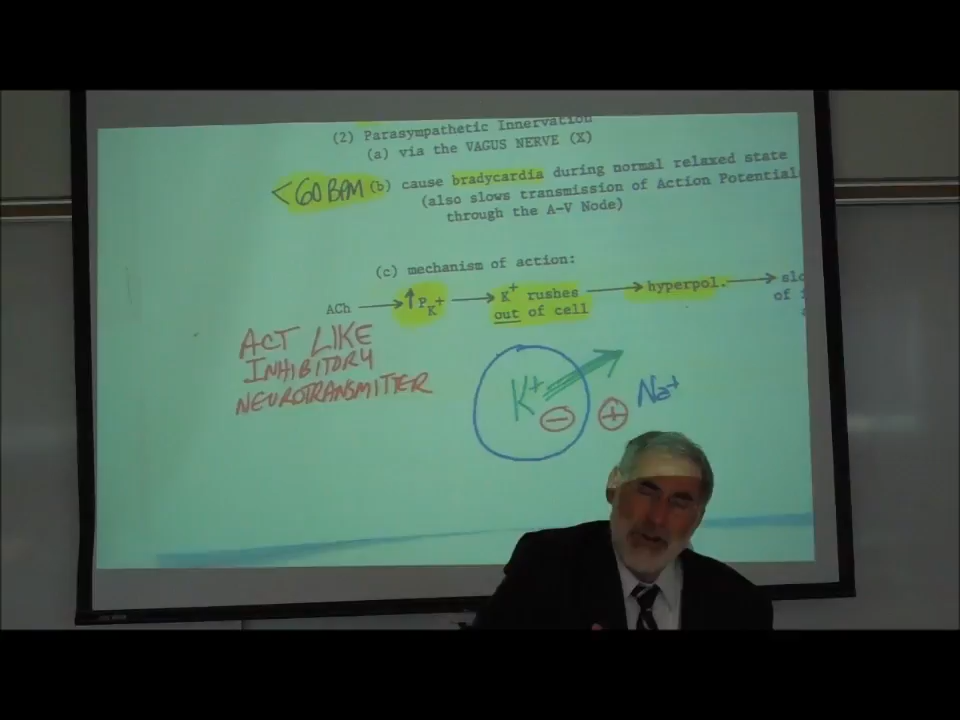 (2) Parasympathetic Innervation
(a) via the VAGUS NERVE (X)
<60 BPM (b) cause bradycardia during normal relaxed state
(also slows transmission of Action Potential
through the A-V Node)
(c) mechanism of action:
ACh → ↑ PK+ → K+ rushes out of cell → hyperpol. → slo
of
ACT LIKE
INHIBITORY
NEUROTRANSMITTER
K+ Na+
− +